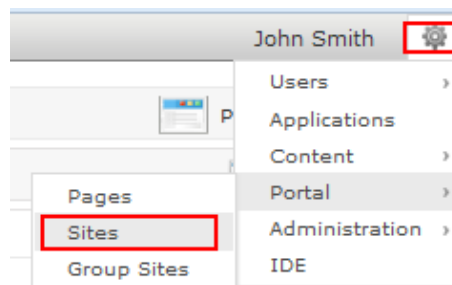 John Smith
Users
P
Applications
Content
Pages
Portal
Sites
Administration
Group Sites
IDE